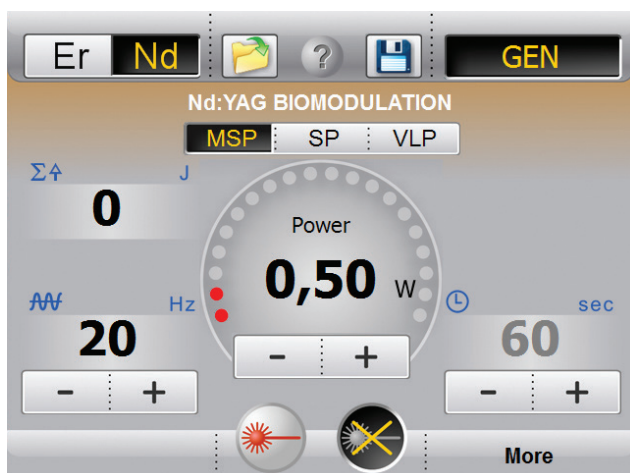 Er Nd ? GEN
Nd:YAG BIOMODULATION
MSP SP VLP
Σ J
0
Power
0,50 W
Hz
20
sec
60
- +
- +
- +
More